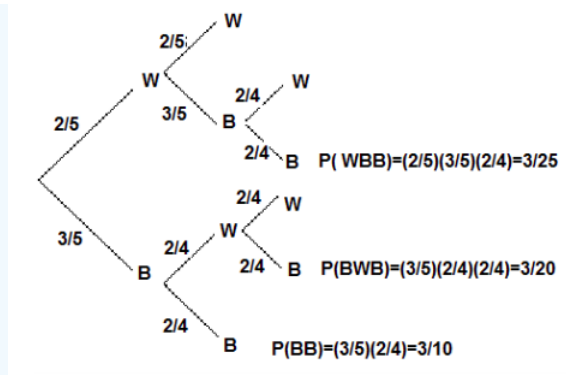 W
2/5
W
2/4 W
3/5
2/5 B
2/4 B P( WBB)=(2/5)(3/5)(2/4)=3/25
2/4 W
3/5 W
2/4
B 2/4 B P(BWB)=(3/5)(2/4)(2/4)=3/20
2/4
B P(BB)=(3/5)(2/4)=3/10